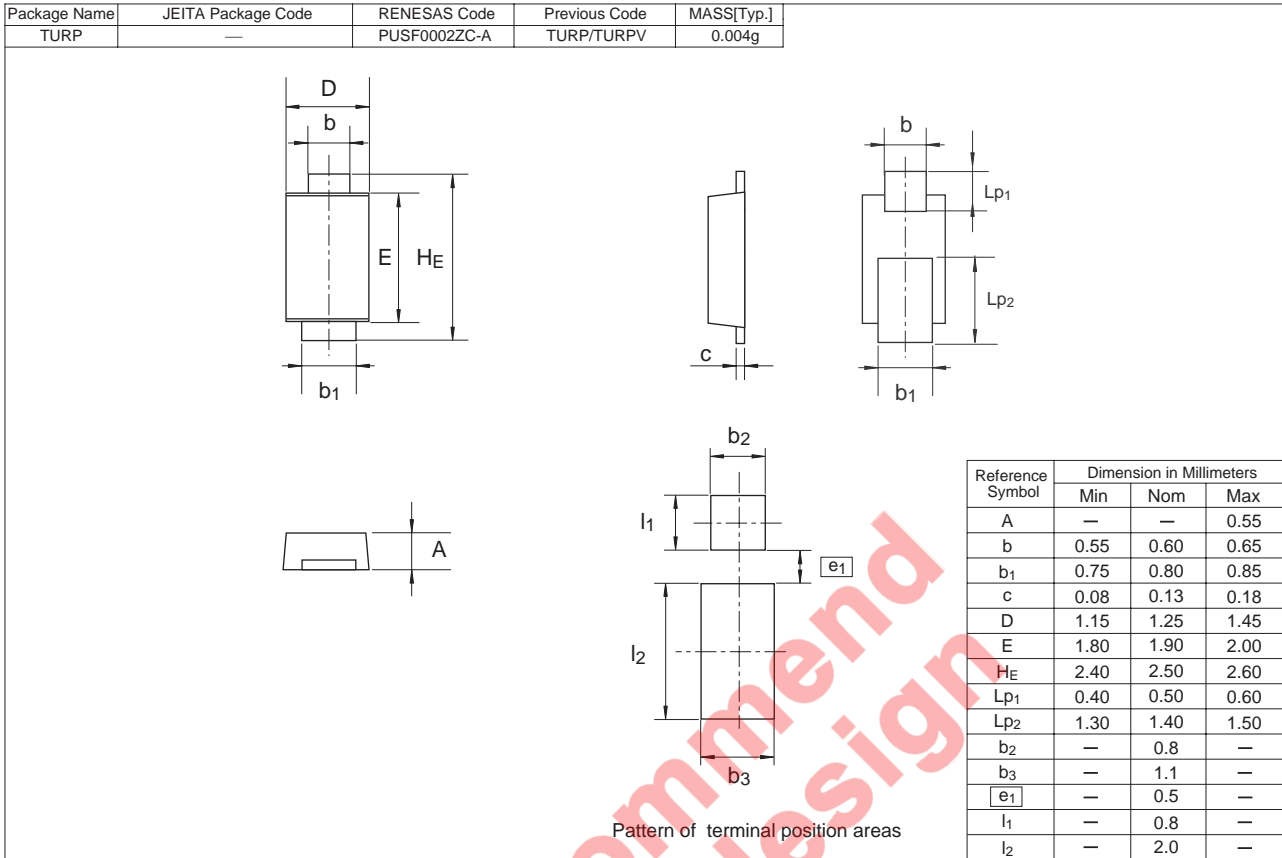 Package Name JEITA Package Code RENESAS Code Previous Code MASS[Typ.]
TURP — PUSF0002ZC-A TURP/TURPV 0.004g
D
b
E
HE
b1
c
b
Lp1
Lp2
b1
A
b2
l1
e1
l2
b3
Pattern of terminal position areas
Reference Symbol Dimension in Millimeters
Min Nom Max
A — — 0.55
b 0.55 0.60 0.65
b1 0.75 0.80 0.85
c 0.08 0.13 0.18
D 1.15 1.25 1.45
E 1.80 1.90 2.00
HE 2.40 2.50 2.60
Lp1 0.40 0.50 0.60
Lp2 1.30 1.40 1.50
b2 — 0.8 —
b3 — 1.1 —
e1 — 0.5 —
l1 — 0.8 —
l2 — 2.0 —
ommend
design